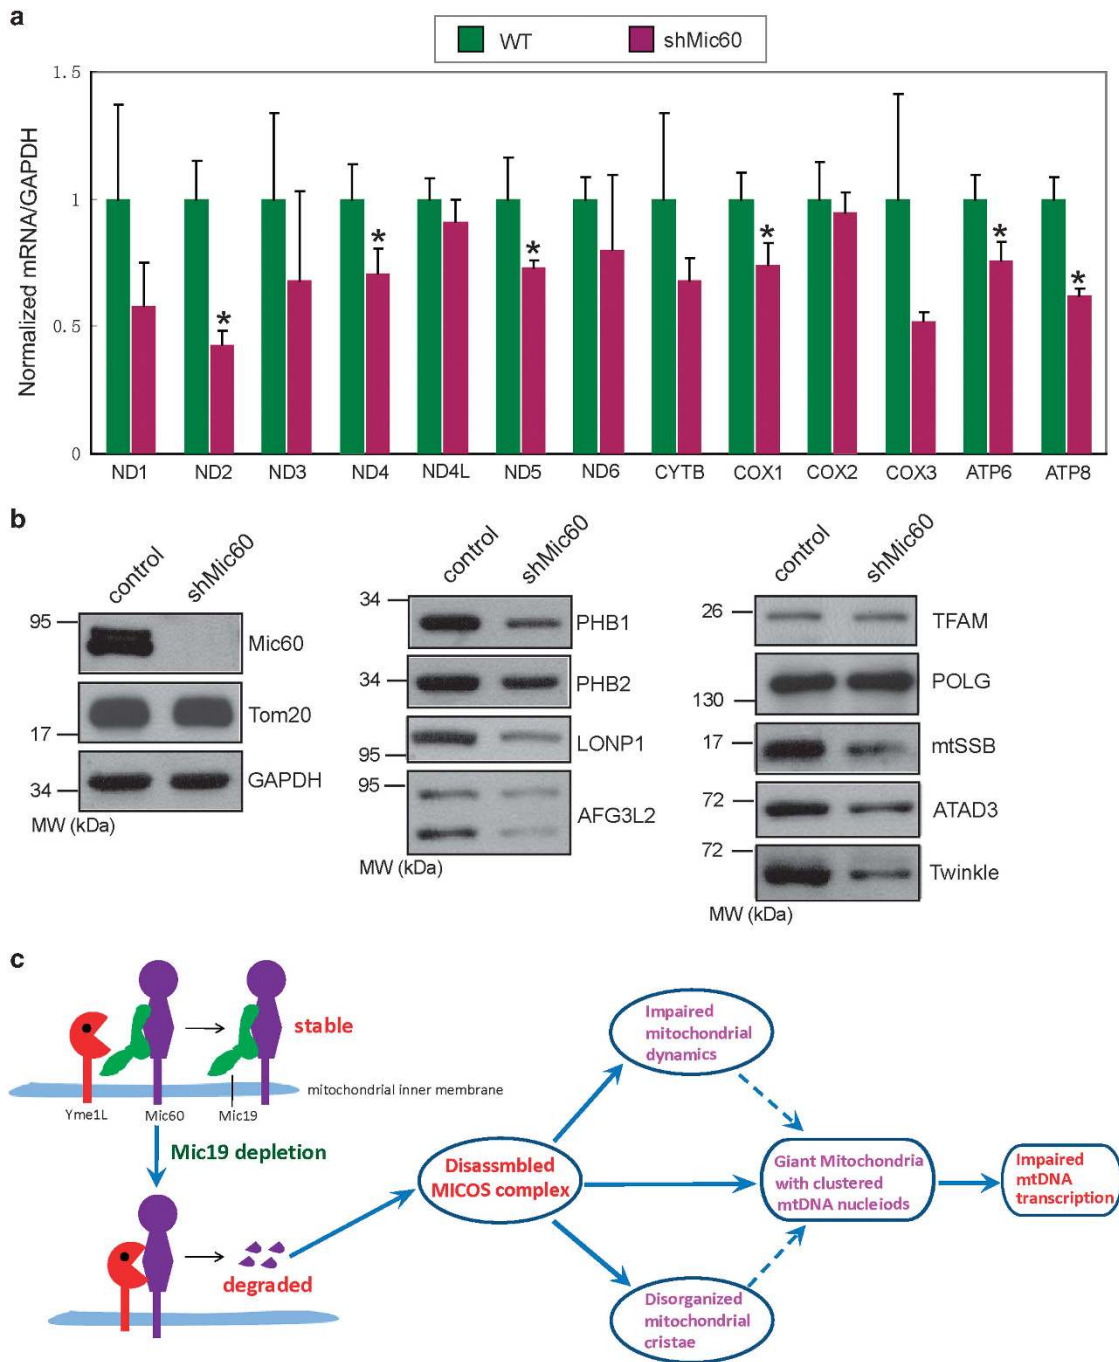 a
WT
shMic60
Normalized mRNA/GAPDH
1.5
1
0.5
0
*
*
*
*
*
*
ND1 ND2 ND3 ND4 ND4L ND5 ND6 CYTB COX1 COX2 COX3 ATP6 ATP8
b
control shMic60
95
Mic60
Tom20
17
GAPDH
34
MW (kDa)
control shMic60
34
PHB1
34
PHB2
LONP1
95
95
AFG3L2
MW (kDa)
control shMic60
26
TFAM
POLG
130
17
mtSSB
72
ATAD3
72
Twinkle
MW (kDa)
c
stable
mitochondrial inner membrane
Yme1L Mic60 Mic19
Mic19 depletion
degraded
Disassmbled
MICOS complex
Impaired
mitochondrial
dynamics
Giant Mitochondria
with clustered
mtDNA nucleiods
Disorganized
mitochondrial
cristae
Impaired
mtDNA
transcription